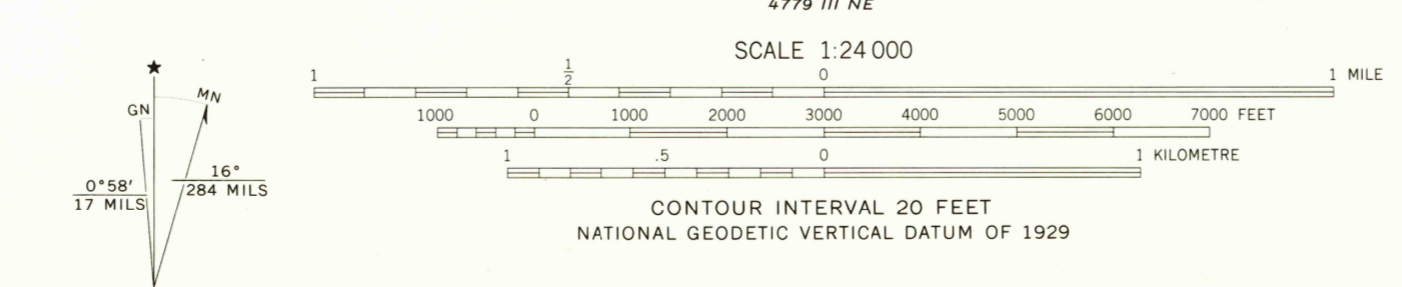 4779 III NE
SCALE 1:24 000
1 ½ 0 1 MILE
1000 0 1000 2000 3000 4000 5000 6000 7000 FEET
1 .5 0 1 KILOMETRE
CONTOUR INTERVAL 20 FEET
NATIONAL GEODETIC VERTICAL DATUM OF 1929
★
GN MN
0°58′
17 MILS
16°
284 MILS